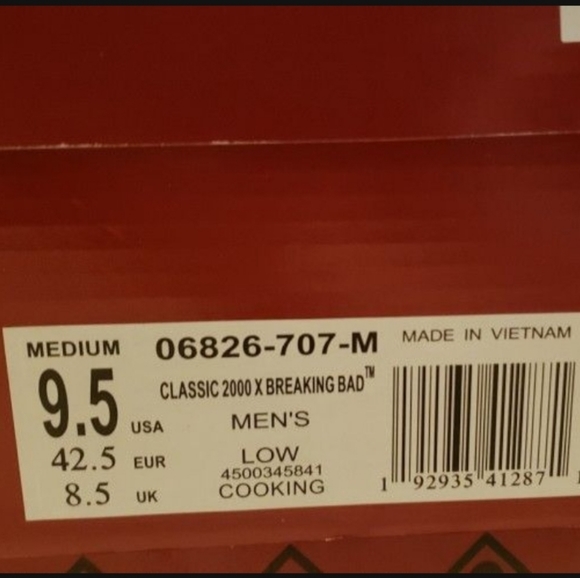 MEDIUM 06826-707-M MADE IN VIETNAM
CLASSIC 2000 X BREAKING BAD™
9.5 USA
MEN'S
42.5 EUR
LOW
4500345841
8.5 UK
COOKING
1 92935 41287